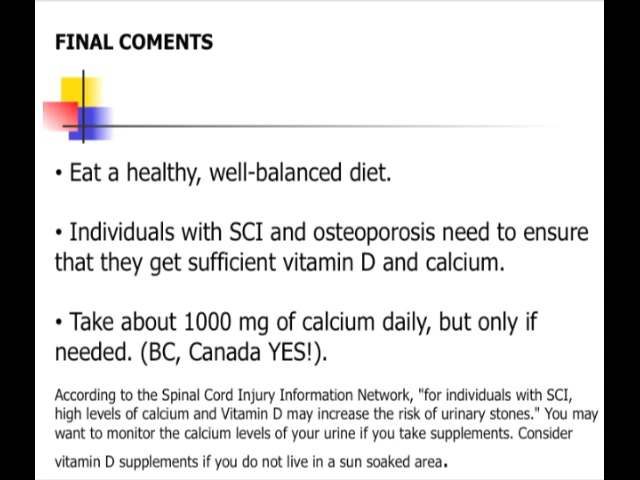 FINAL COMENTS
• Eat a healthy, well-balanced diet.
• Individuals with SCI and osteoporosis need to ensure
that they get sufficient vitamin D and calcium.
• Take about 1000 mg of calcium daily, but only if
needed. (BC, Canada YES!).
According to the Spinal Cord Injury Information Network, "for individuals with SCI,
high levels of calcium and Vitamin D may increase the risk of urinary stones." You may
want to monitor the calcium levels of your urine if you take supplements. Consider
vitamin D supplements if you do not live in a sun soaked area.